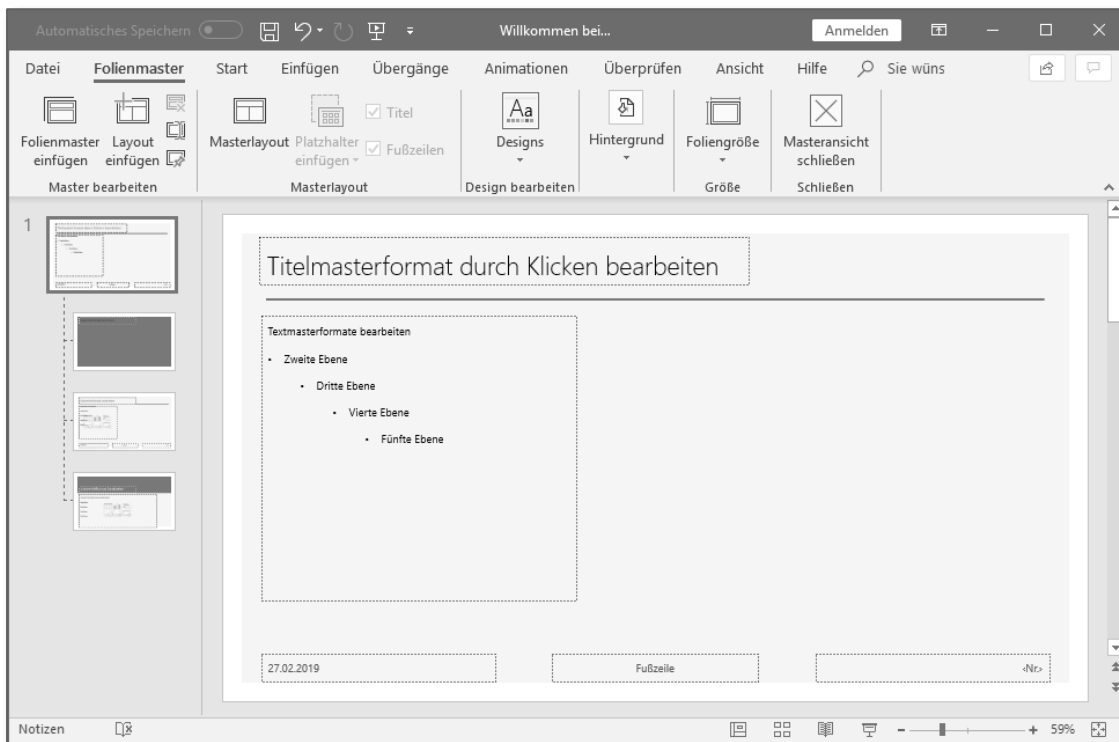 Automatisches Speichern Willkommen bei... Anmelden
Datei Folienmaster Start Einfügen Übergänge Animationen Überprüfen Ansicht Hilfe Sie wüns
Folienmaster einfügen
Layout einfügen
Master bearbeiten
Masterlayout
Platzhalter einfügen
Titel
Fußzeilen
Masterlayout
Aa
Designs
Design bearbeiten
Hintergrund
Foliengröße
Größe
Masteransicht schließen
Schließen
1
Titelmasterformat durch Klicken bearbeiten
Textmasterformate bearbeiten
• Zweite Ebene
• Dritte Ebene
• Vierte Ebene
• Fünfte Ebene
27.02.2019 Fußzeile ‹Nr.›
Notizen 59%